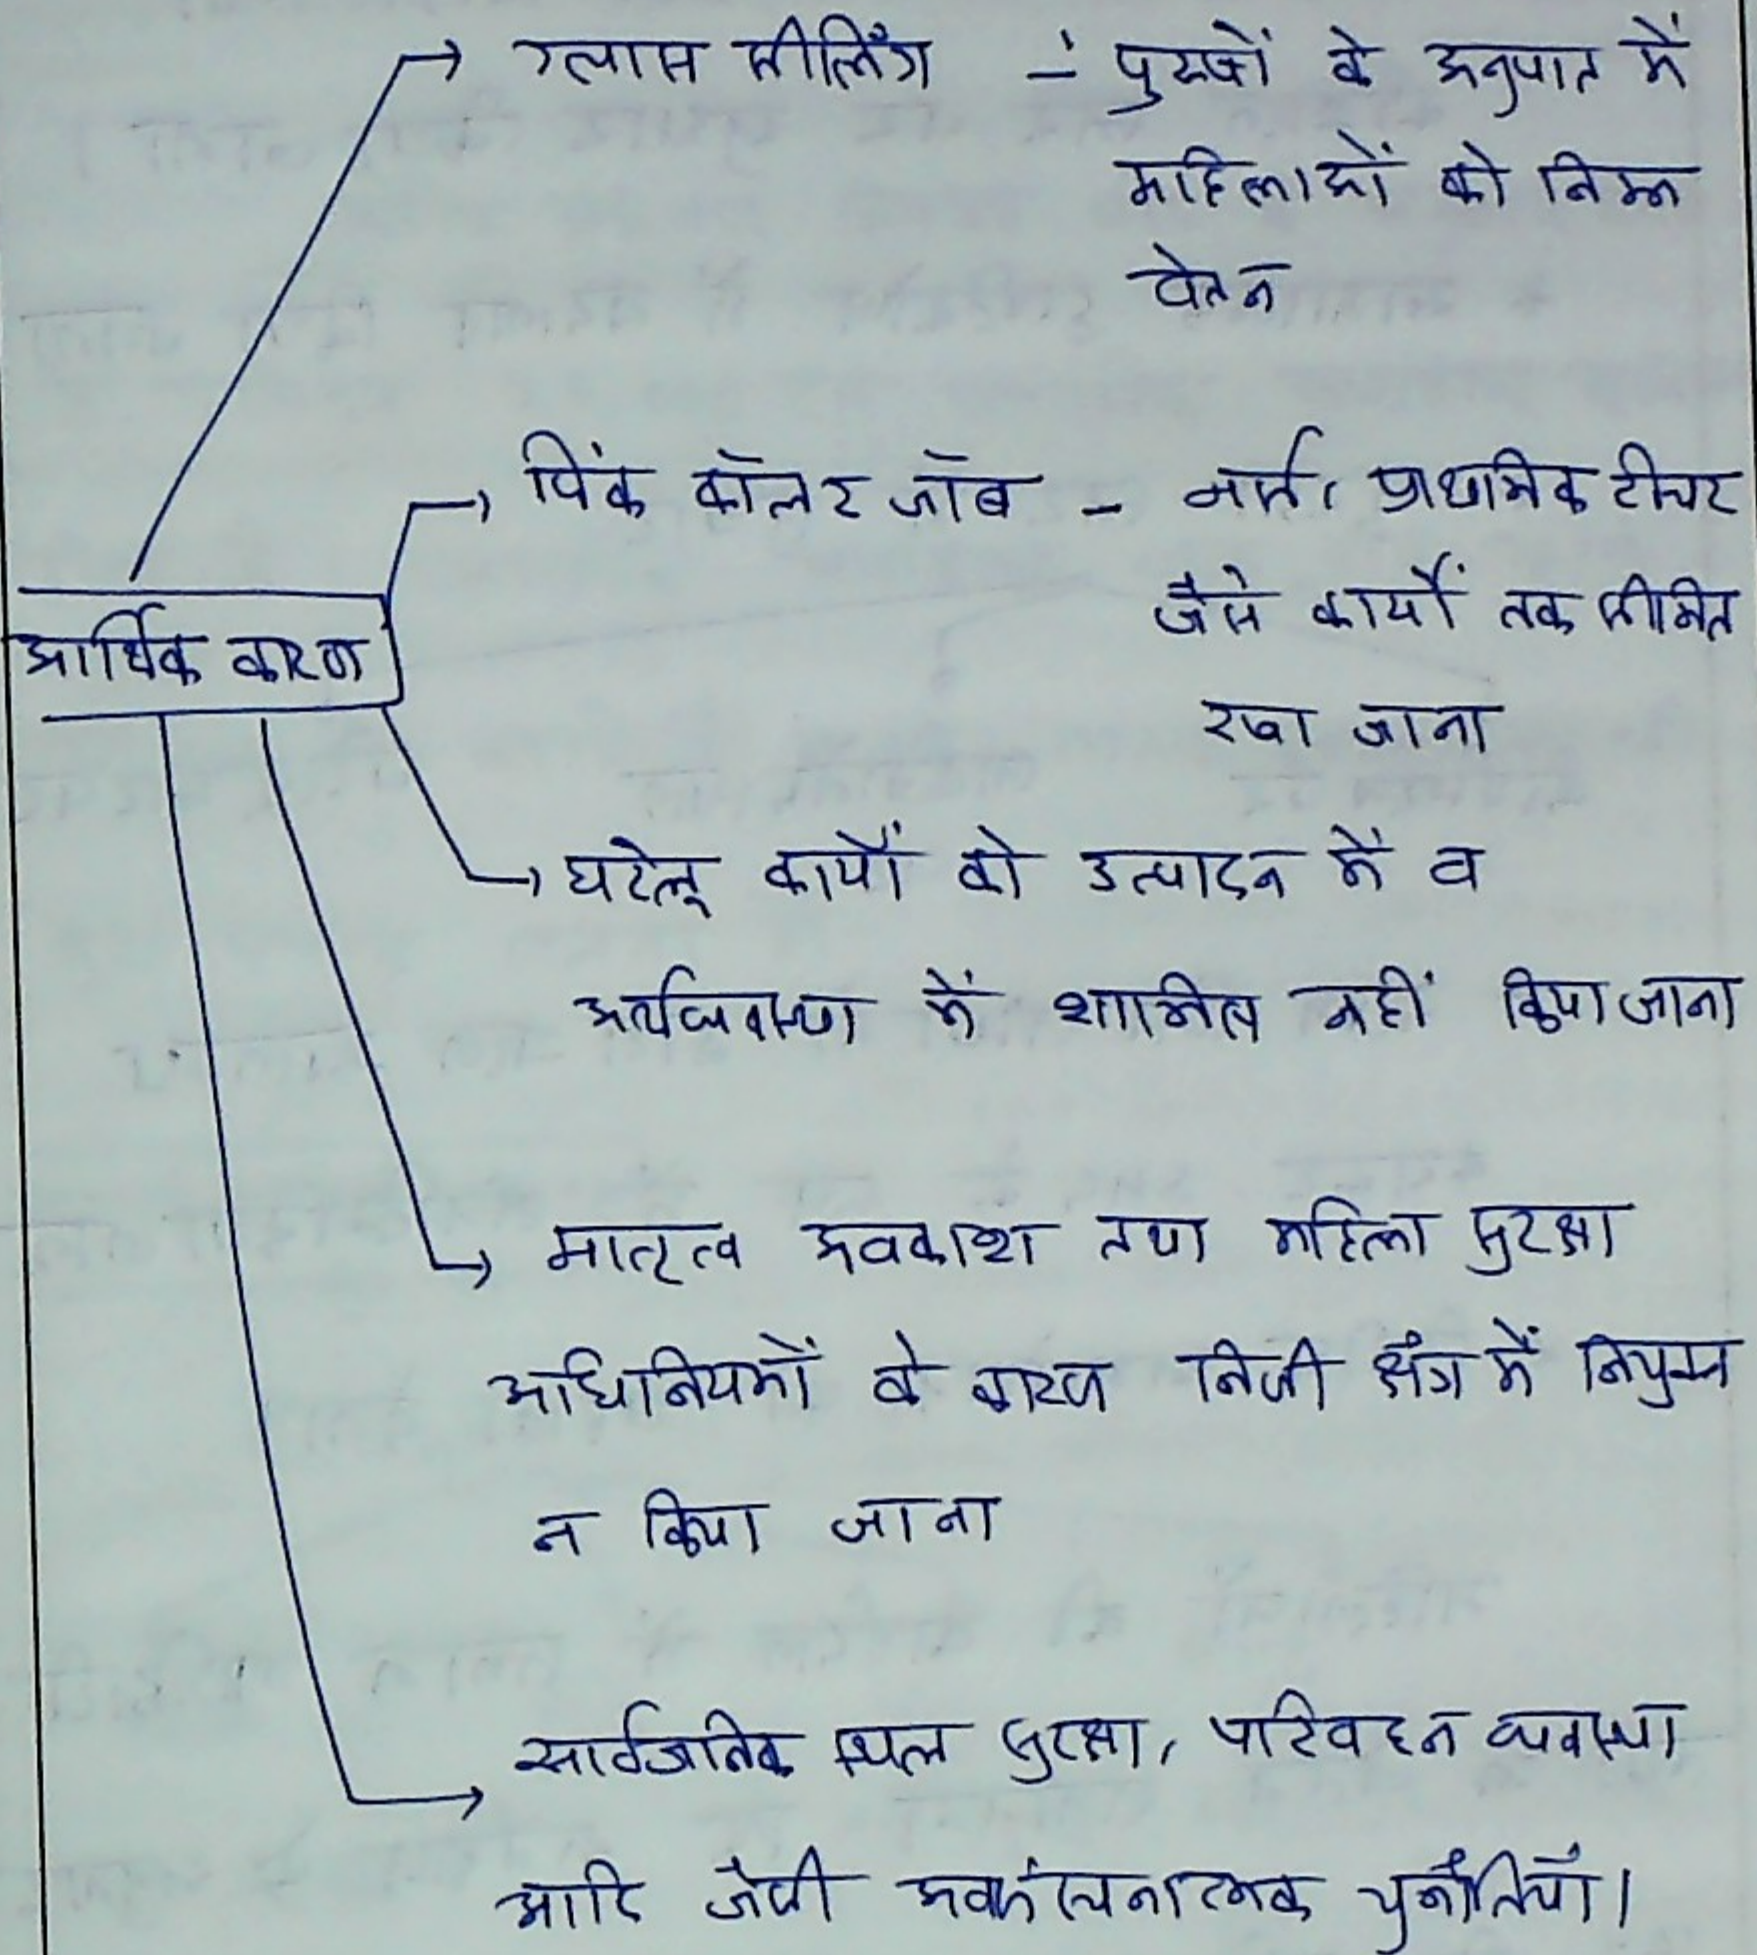 ग्लास सीलिंग - पुरुषों के अनुपात में
महिलाओं को निम्न
वेतन
पिंक कॉलर जॉब - नर्स, प्राथमिक टीचर
जैसे कार्यों तक सीमित
रखा जाना
आर्थिक कारण
घरेलू कार्यों को उत्पादन में व
अर्थव्यवस्था में शामिल नहीं किया जाना
मातृत्व अवकाश तथा महिला सुरक्षा
अधिनियमों के कारण निजी क्षेत्र में नियुक्त
न किया जाना
सार्वजनिक स्थल सुरक्षा, परिवहन व्यवस्था
आदि जैसी अवसंरचनात्मक चुनौतियाँ।